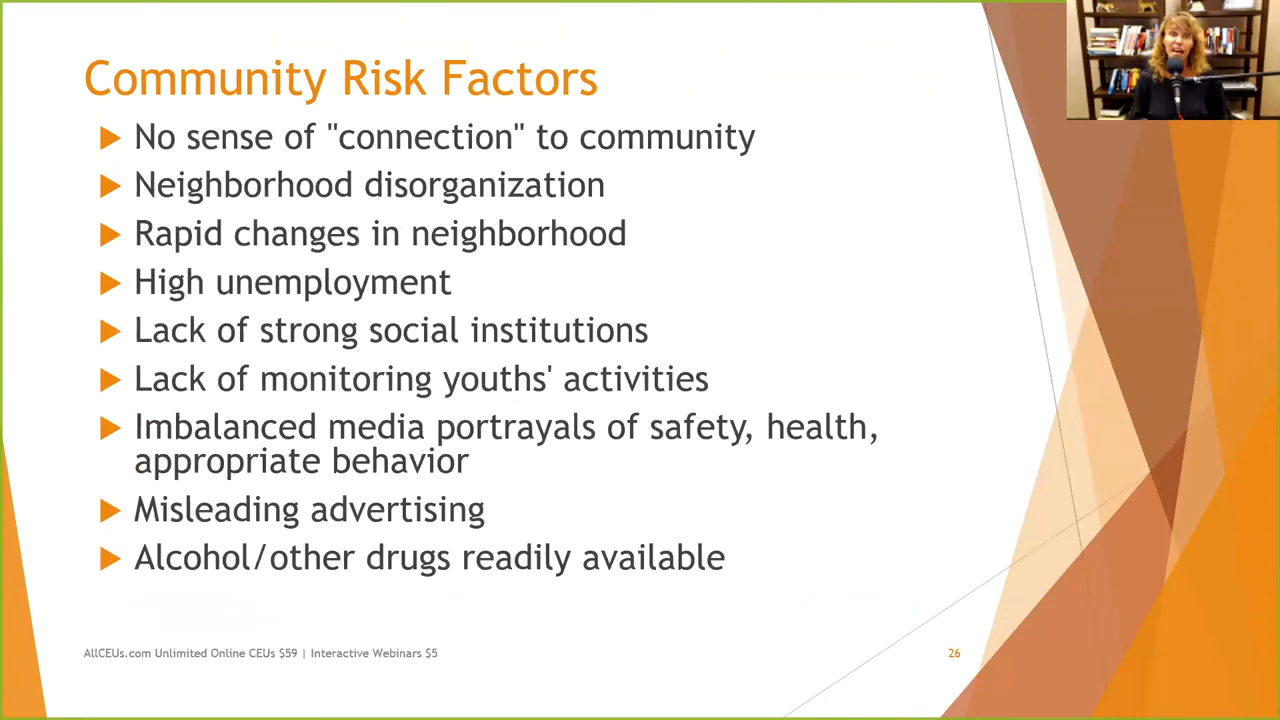 Community Risk Factors
No sense of "connection" to community
Neighborhood disorganization
Rapid changes in neighborhood
High unemployment
Lack of strong social institutions
Lack of monitoring youths' activities
Imbalanced media portrayals of safety, health,
appropriate behavior
Misleading advertising
Alcohol/other drugs readily available
AllCEUs.com Unlimited Online CEUs $59 | Interactive Webinars $5
26